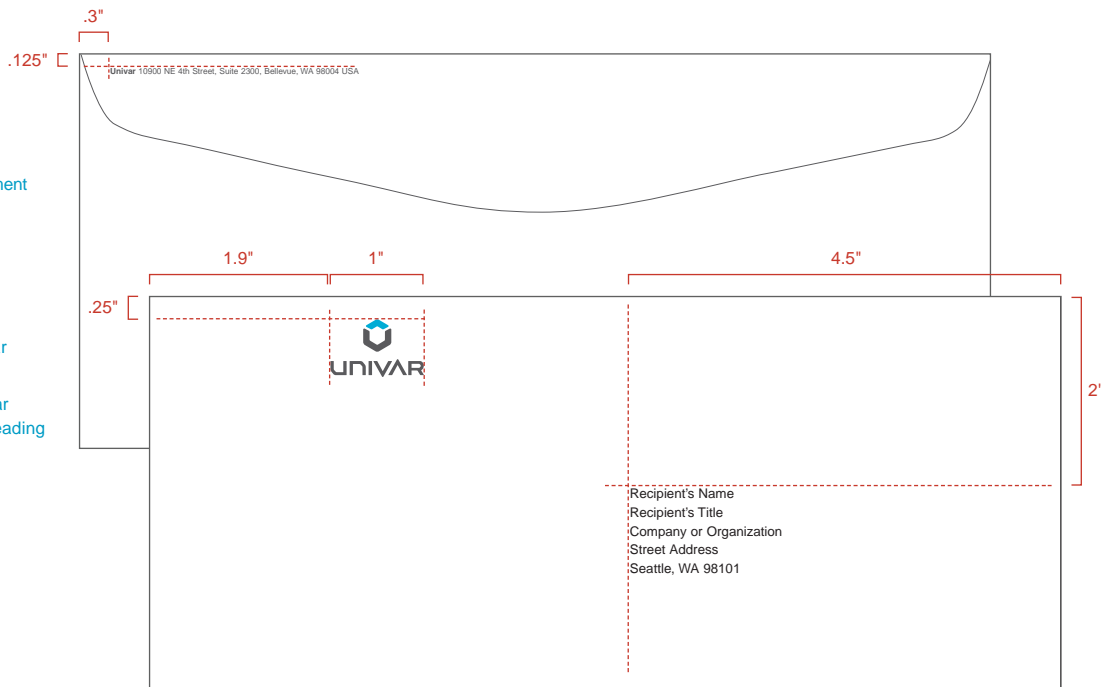 .3"
.125"
Univar 10900 NE 4th Street, Suite 2300, Bellevue, WA 98004 USA
1.9"
1"
4.5"
.25"
UNIVAR
2'
Recipient's Name
Recipient's Title
Company or Organization
Street Address
Seattle, WA 98101